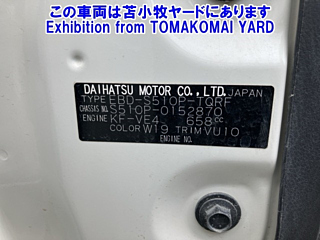 この車両は苫小牧ヤードにあります
Exhibition from TOMAKOMAI YARD
DAIHATSU MOTOR CO.,LTD. JAPAN
TYPE EBD-S510P-TQRF
CHASSIS NO. S510P-0152870
ENGINE KF-VE4 658cc
COLOR W19 TRIM VU10
ENGINE NO.